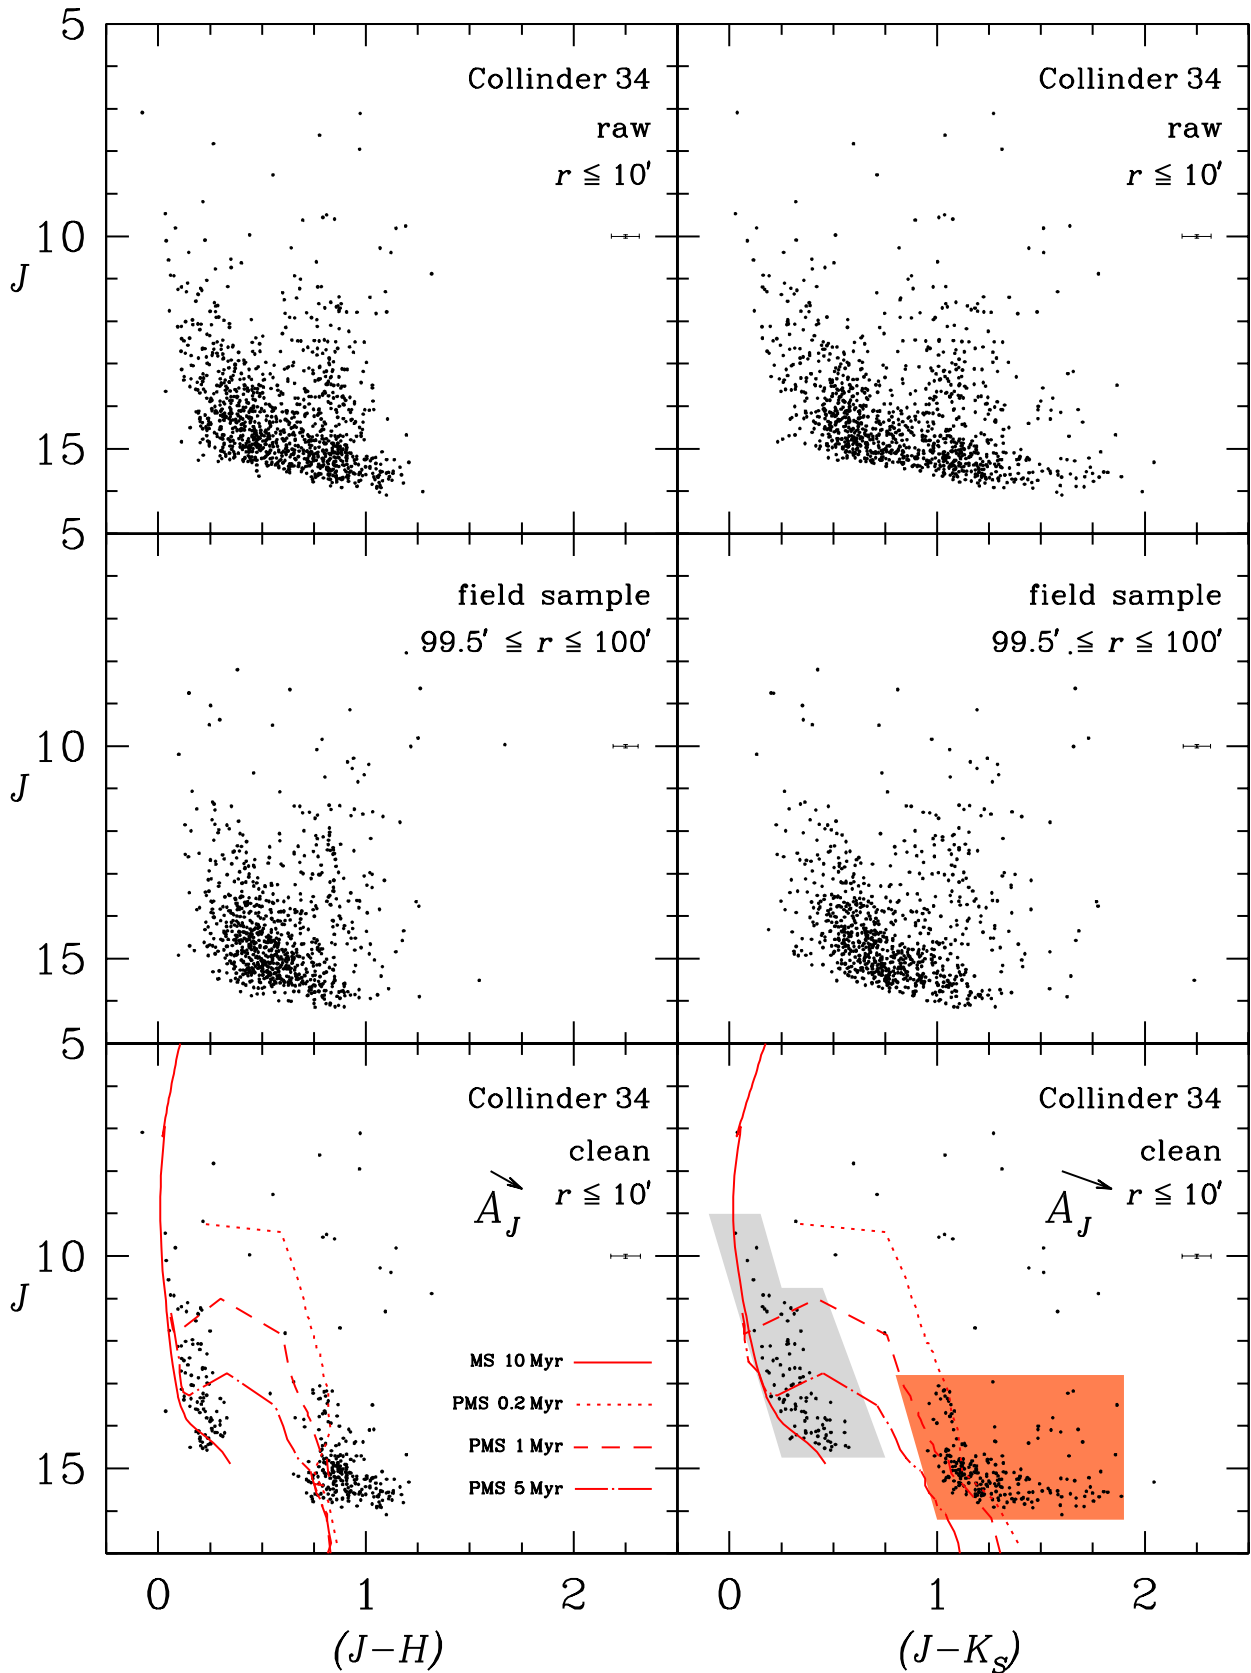 5
Collinder 34
raw
r ≦ 10′
10
J
15
Collinder 34
raw
r ≦ 10′
5
field sample
99.5′ ≦ r ≦ 100′
10
J
15
field sample
99.5′ ≦ r ≦ 100′
5
Collinder 34
clean
r ≦ 10′
A_J
10
J
MS 10 Myr
PMS 0.2 Myr
PMS 1 Myr
PMS 5 Myr
15
Collinder 34
clean
r ≦ 10′
A_J
0 1 2
(J−H)
0 1 2
(J−K_S)